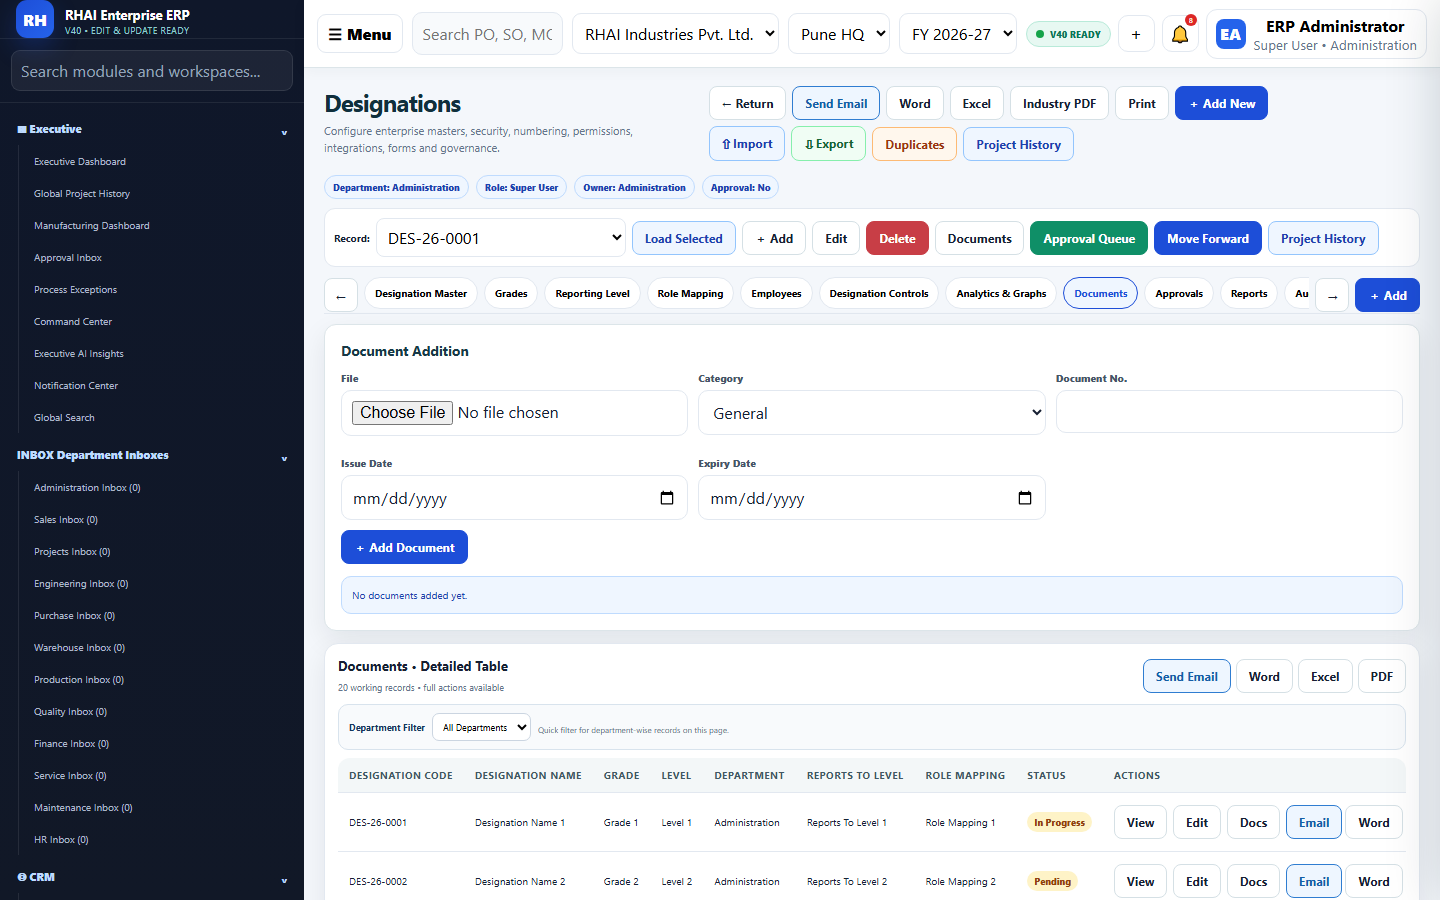 RH
RHAI Enterprise ERP
V40 • EDIT & UPDATE READY
Search modules and workspaces...
Executive
Executive Dashboard
Global Project History
Manufacturing Dashboard
Approval Inbox
Process Exceptions
Command Center
Executive AI Insights
Notification Center
Global Search
INBOX Department Inboxes
Administration Inbox (0)
Sales Inbox (0)
Projects Inbox (0)
Engineering Inbox (0)
Purchase Inbox (0)
Warehouse Inbox (0)
Production Inbox (0)
Quality Inbox (0)
Finance Inbox (0)
Service Inbox (0)
Maintenance Inbox (0)
HR Inbox (0)
CRM
☰ Menu
Search PO, SO, MO
RHAI Industries Pvt. Ltd.
Pune HQ
FY 2026-27
V40 READY
+
8
EA
ERP Administrator
Super User • Administration
Designations
Configure enterprise masters, security, numbering, permissions,
integrations, forms and governance.
← Return
Send Email
Word
Excel
Industry PDF
Print
+ Add New
⇧ Import
⇩ Export
Duplicates
Project History
Department: Administration
Role: Super User
Owner: Administration
Approval: No
Record:
DES-26-0001
Load Selected
+ Add
Edit
Delete
Documents
Approval Queue
Move Forward
Project History
←
Designation Master
Grades
Reporting Level
Role Mapping
Employees
Designation Controls
Analytics & Graphs
Documents
Approvals
Reports
Au
→
+ Add
Document Addition
File
Category
Document No.
Choose File No file chosen
General
Issue Date
Expiry Date
mm/dd/yyyy
mm/dd/yyyy
+ Add Document
No documents added yet.
Documents • Detailed Table
20 working records • full actions available
Send Email
Word
Excel
PDF
Department Filter
All Departments
Quick filter for department-wise records on this page.
DESIGNATION CODE DESIGNATION NAME GRADE LEVEL DEPARTMENT REPORTS TO LEVEL ROLE MAPPING STATUS ACTIONS
DES-26-0001 Designation Name 1 Grade 1 Level 1 Administration Reports To Level 1 Role Mapping 1 In Progress View Edit Docs Email Word
DES-26-0002 Designation Name 2 Grade 2 Level 2 Administration Reports To Level 2 Role Mapping 2 Pending View Edit Docs Email Word